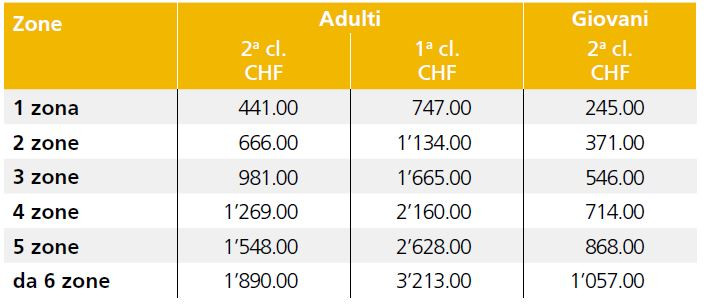 Zone Adulti Giovani
2ª cl. 1ª cl. 2ª cl.
CHF CHF CHF
1 zona 441.00 747.00 245.00
2 zone 666.00 1’134.00 371.00
3 zone 981.00 1’665.00 546.00
4 zone 1’269.00 2’160.00 714.00
5 zone 1’548.00 2’628.00 868.00
da 6 zone 1’890.00 3’213.00 1’057.00